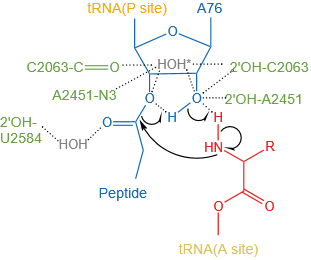 tRNA(P site) A76
O
C2063-C=O HOH* 2'OH-C2063
A2451-N3 O O 2'OH-A2451
2'OH-
U2584 H H
HOH O
HN R
Peptide
O
O
tRNA(A site)